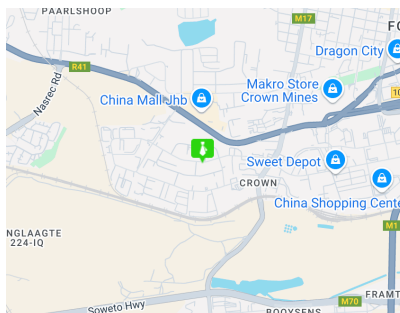 PAARLSHOOP
M17
FO
Dragon City
R41
Nasrec Rd
Makro Store
Crown Mines
China Mall Jhb
10
Sweet Depot
CROWN
China Shopping Cente
M1
NGLAAGTE
224-IQ
M70
FRAMT
Soweto Hwy
BOOYSENS